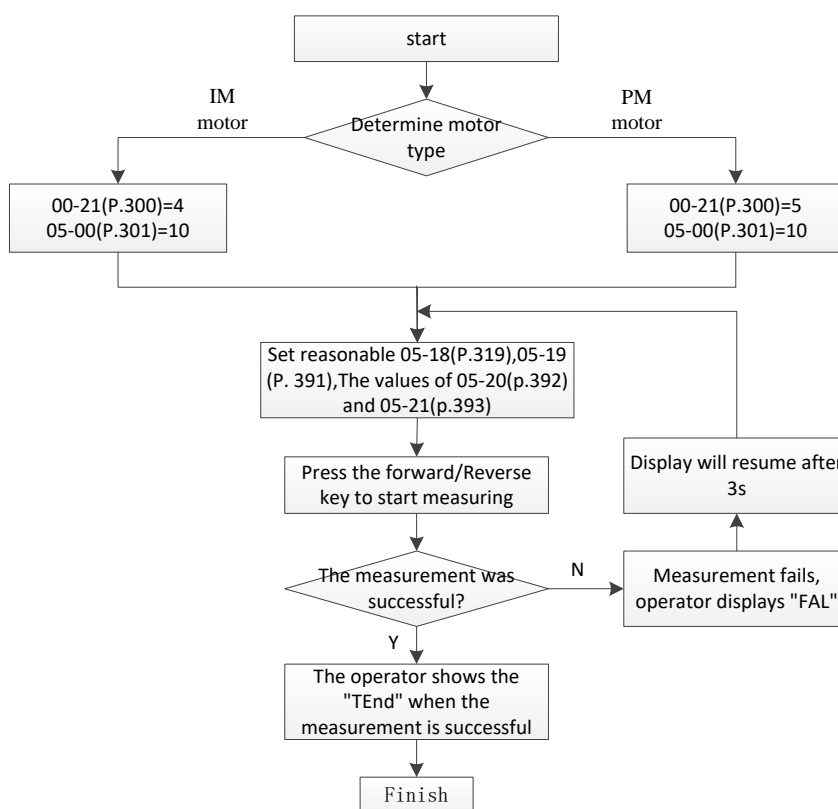 start
IM
motor
Determine motor
type
PM
motor
00-21(P.300)=4
05-00(P.301)=10
00-21(P.300)=5
05-00(P.301)=10
Set reasonable 05-18(P.319),05-19
(P. 391),The values of 05-20(p.392)
and 05-21(p.393)
Press the forward/Reverse
key to start measuring
Display will resume after
3s
The measurement was
successful?
N
Measurement fails,
operator displays "FAL"
Y
The operator shows the
"TEnd" when the
measurement is successful
Finish